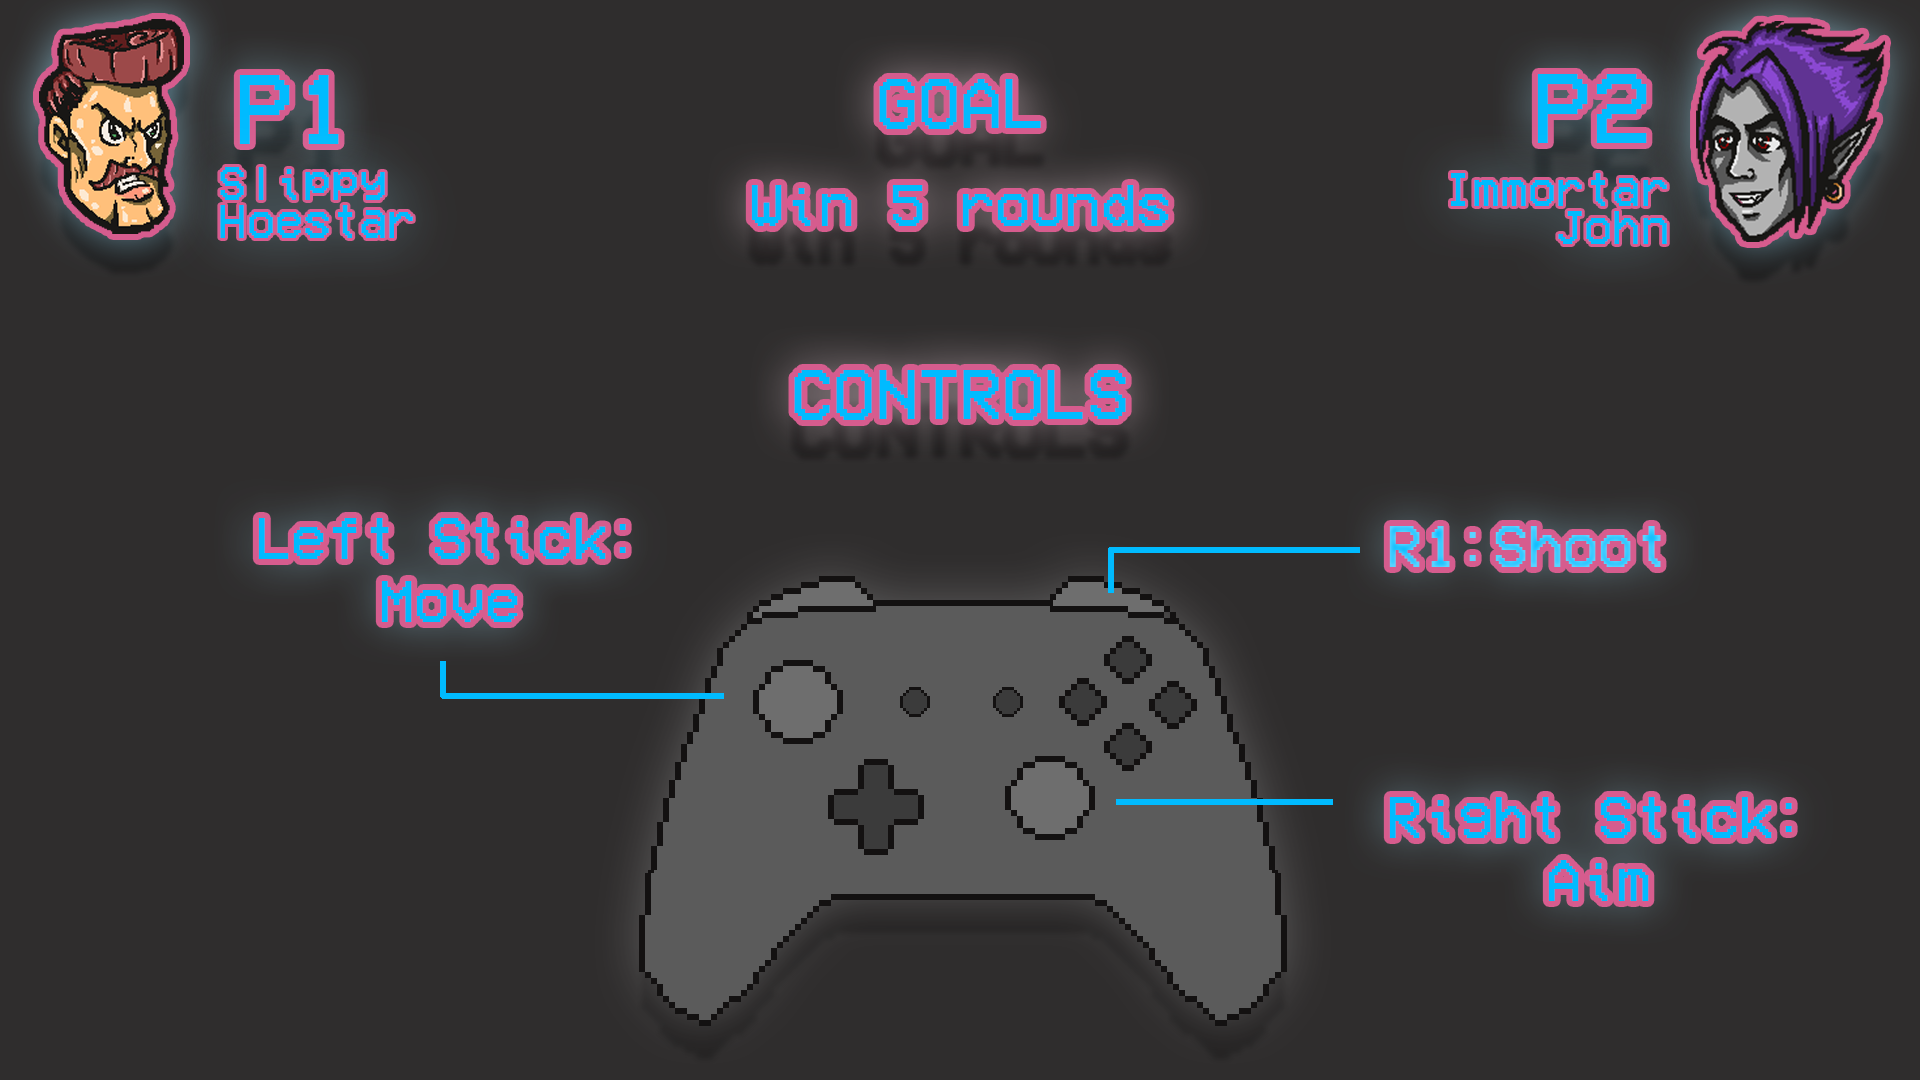 P1
Slippy
Hoestar
GOAL
Win 5 rounds
P2
Immortar
John
CONTROLS
Left Stick:
Move
R1:Shoot
Right Stick:
Aim